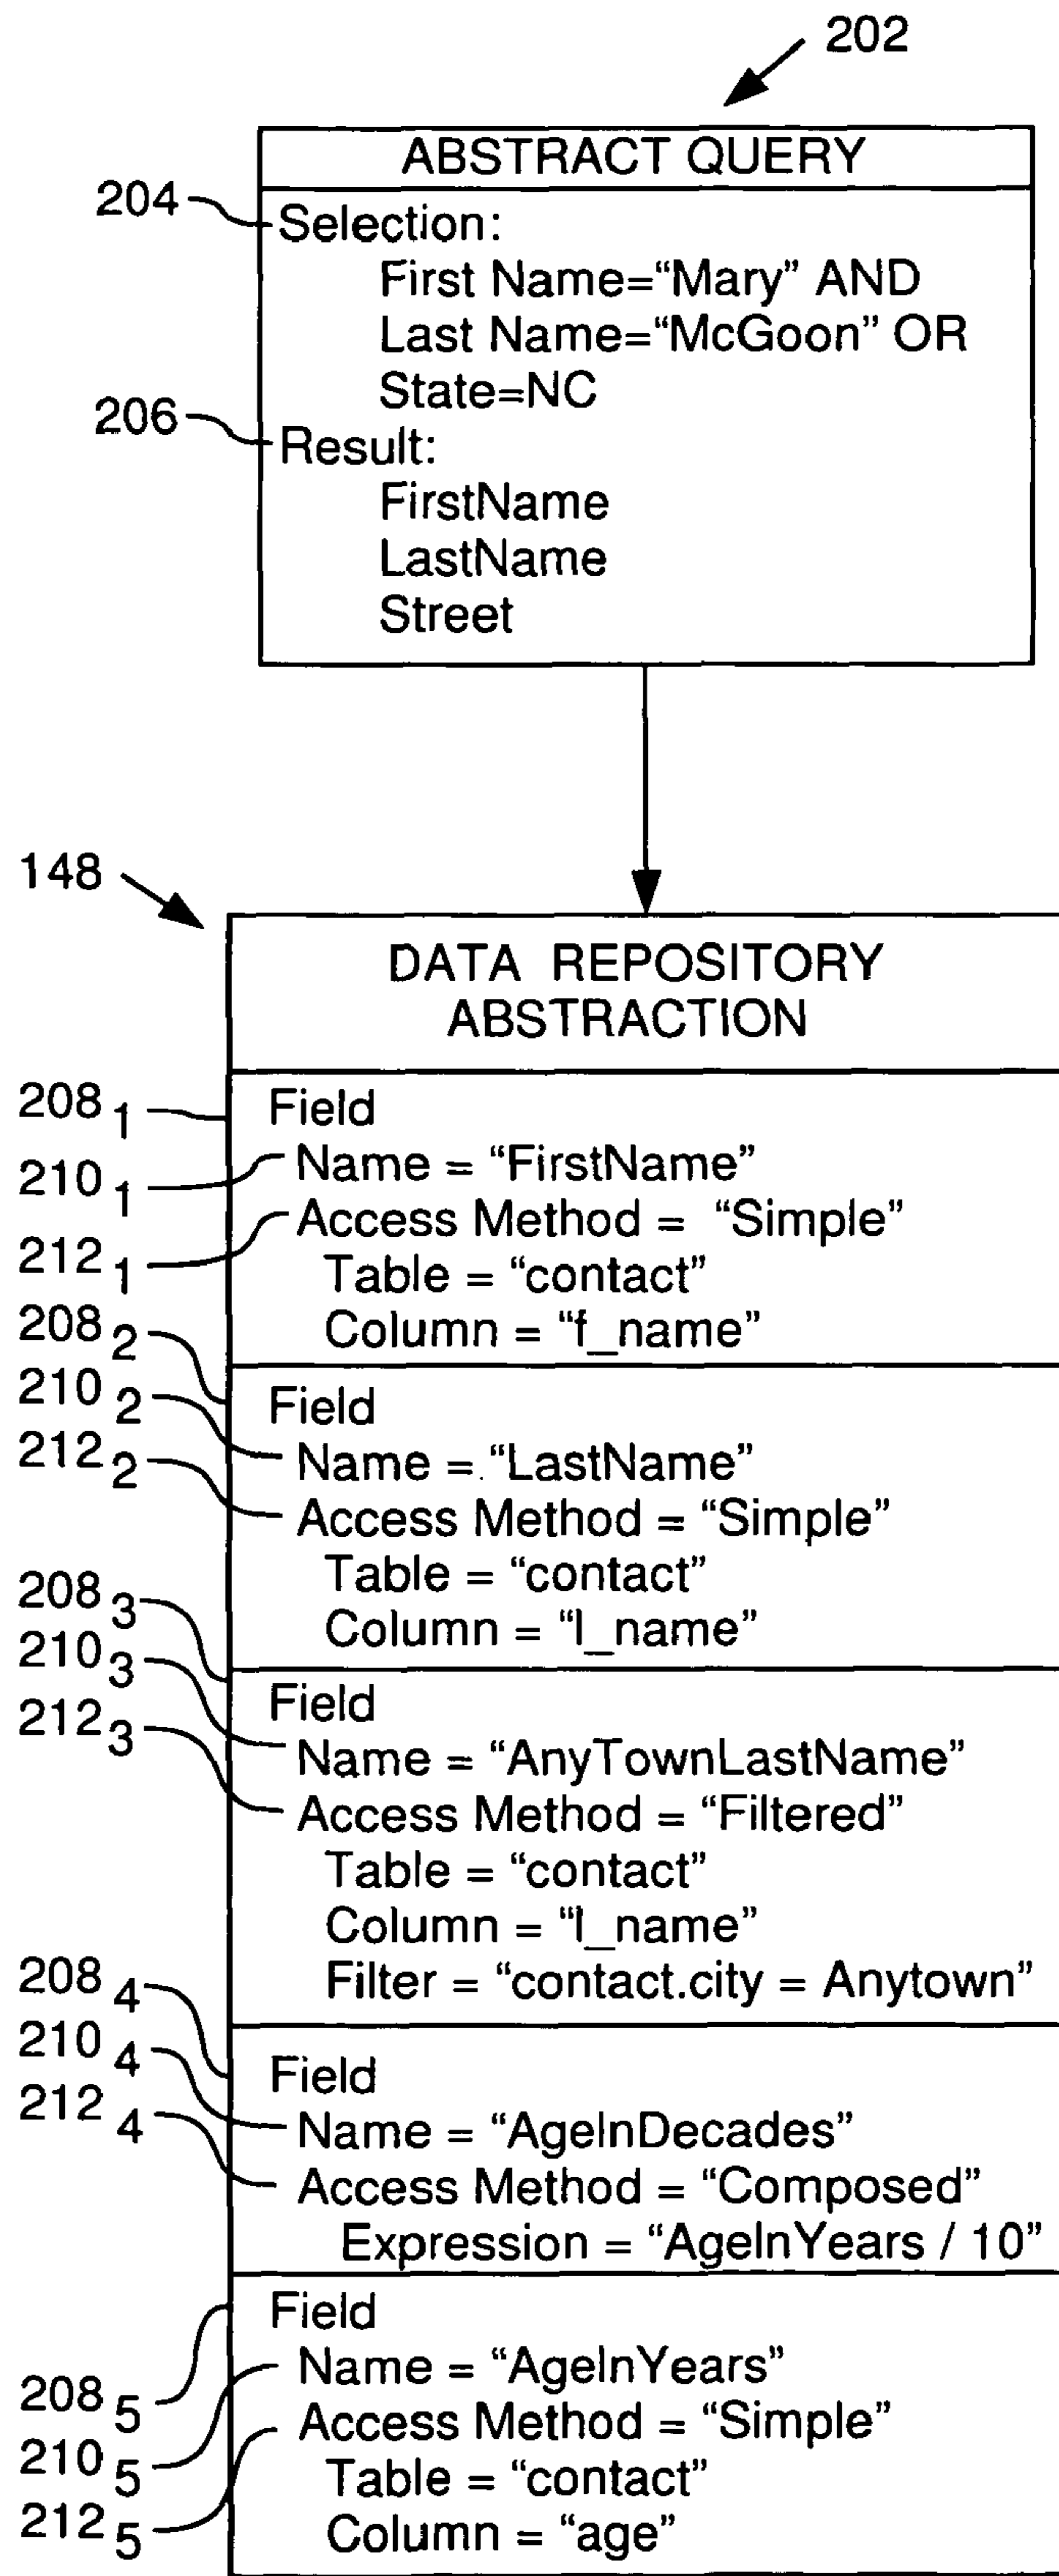 202
ABSTRACT QUERY
204
Selection:
First Name=“Mary” AND
Last Name=“McGoon” OR
State=NC
206
Result:
FirstName
LastName
Street
148
DATA REPOSITORY
ABSTRACTION
208 1
Field
210 1
Name = “FirstName”
212 1
Access Method = “Simple”
Table = “contact”
Column = “f_name”
208 2
Field
210 2
Name = “LastName”
212 2
Access Method = “Simple”
Table = “contact”
Column = “l_name”
208 3
Field
210 3
Name = “AnyTownLastName”
212 3
Access Method = “Filtered”
Table = “contact”
Column = “l_name”
Filter = “contact.city = Anytown”
208 4
Field
210 4
Name = “AgeInDecades”
212 4
Access Method = “Composed”
Expression = “AgeInYears / 10”
208 5
Field
210 5
Name = “AgeInYears”
212 5
Access Method = “Simple”
Table = “contact”
Column = “age”